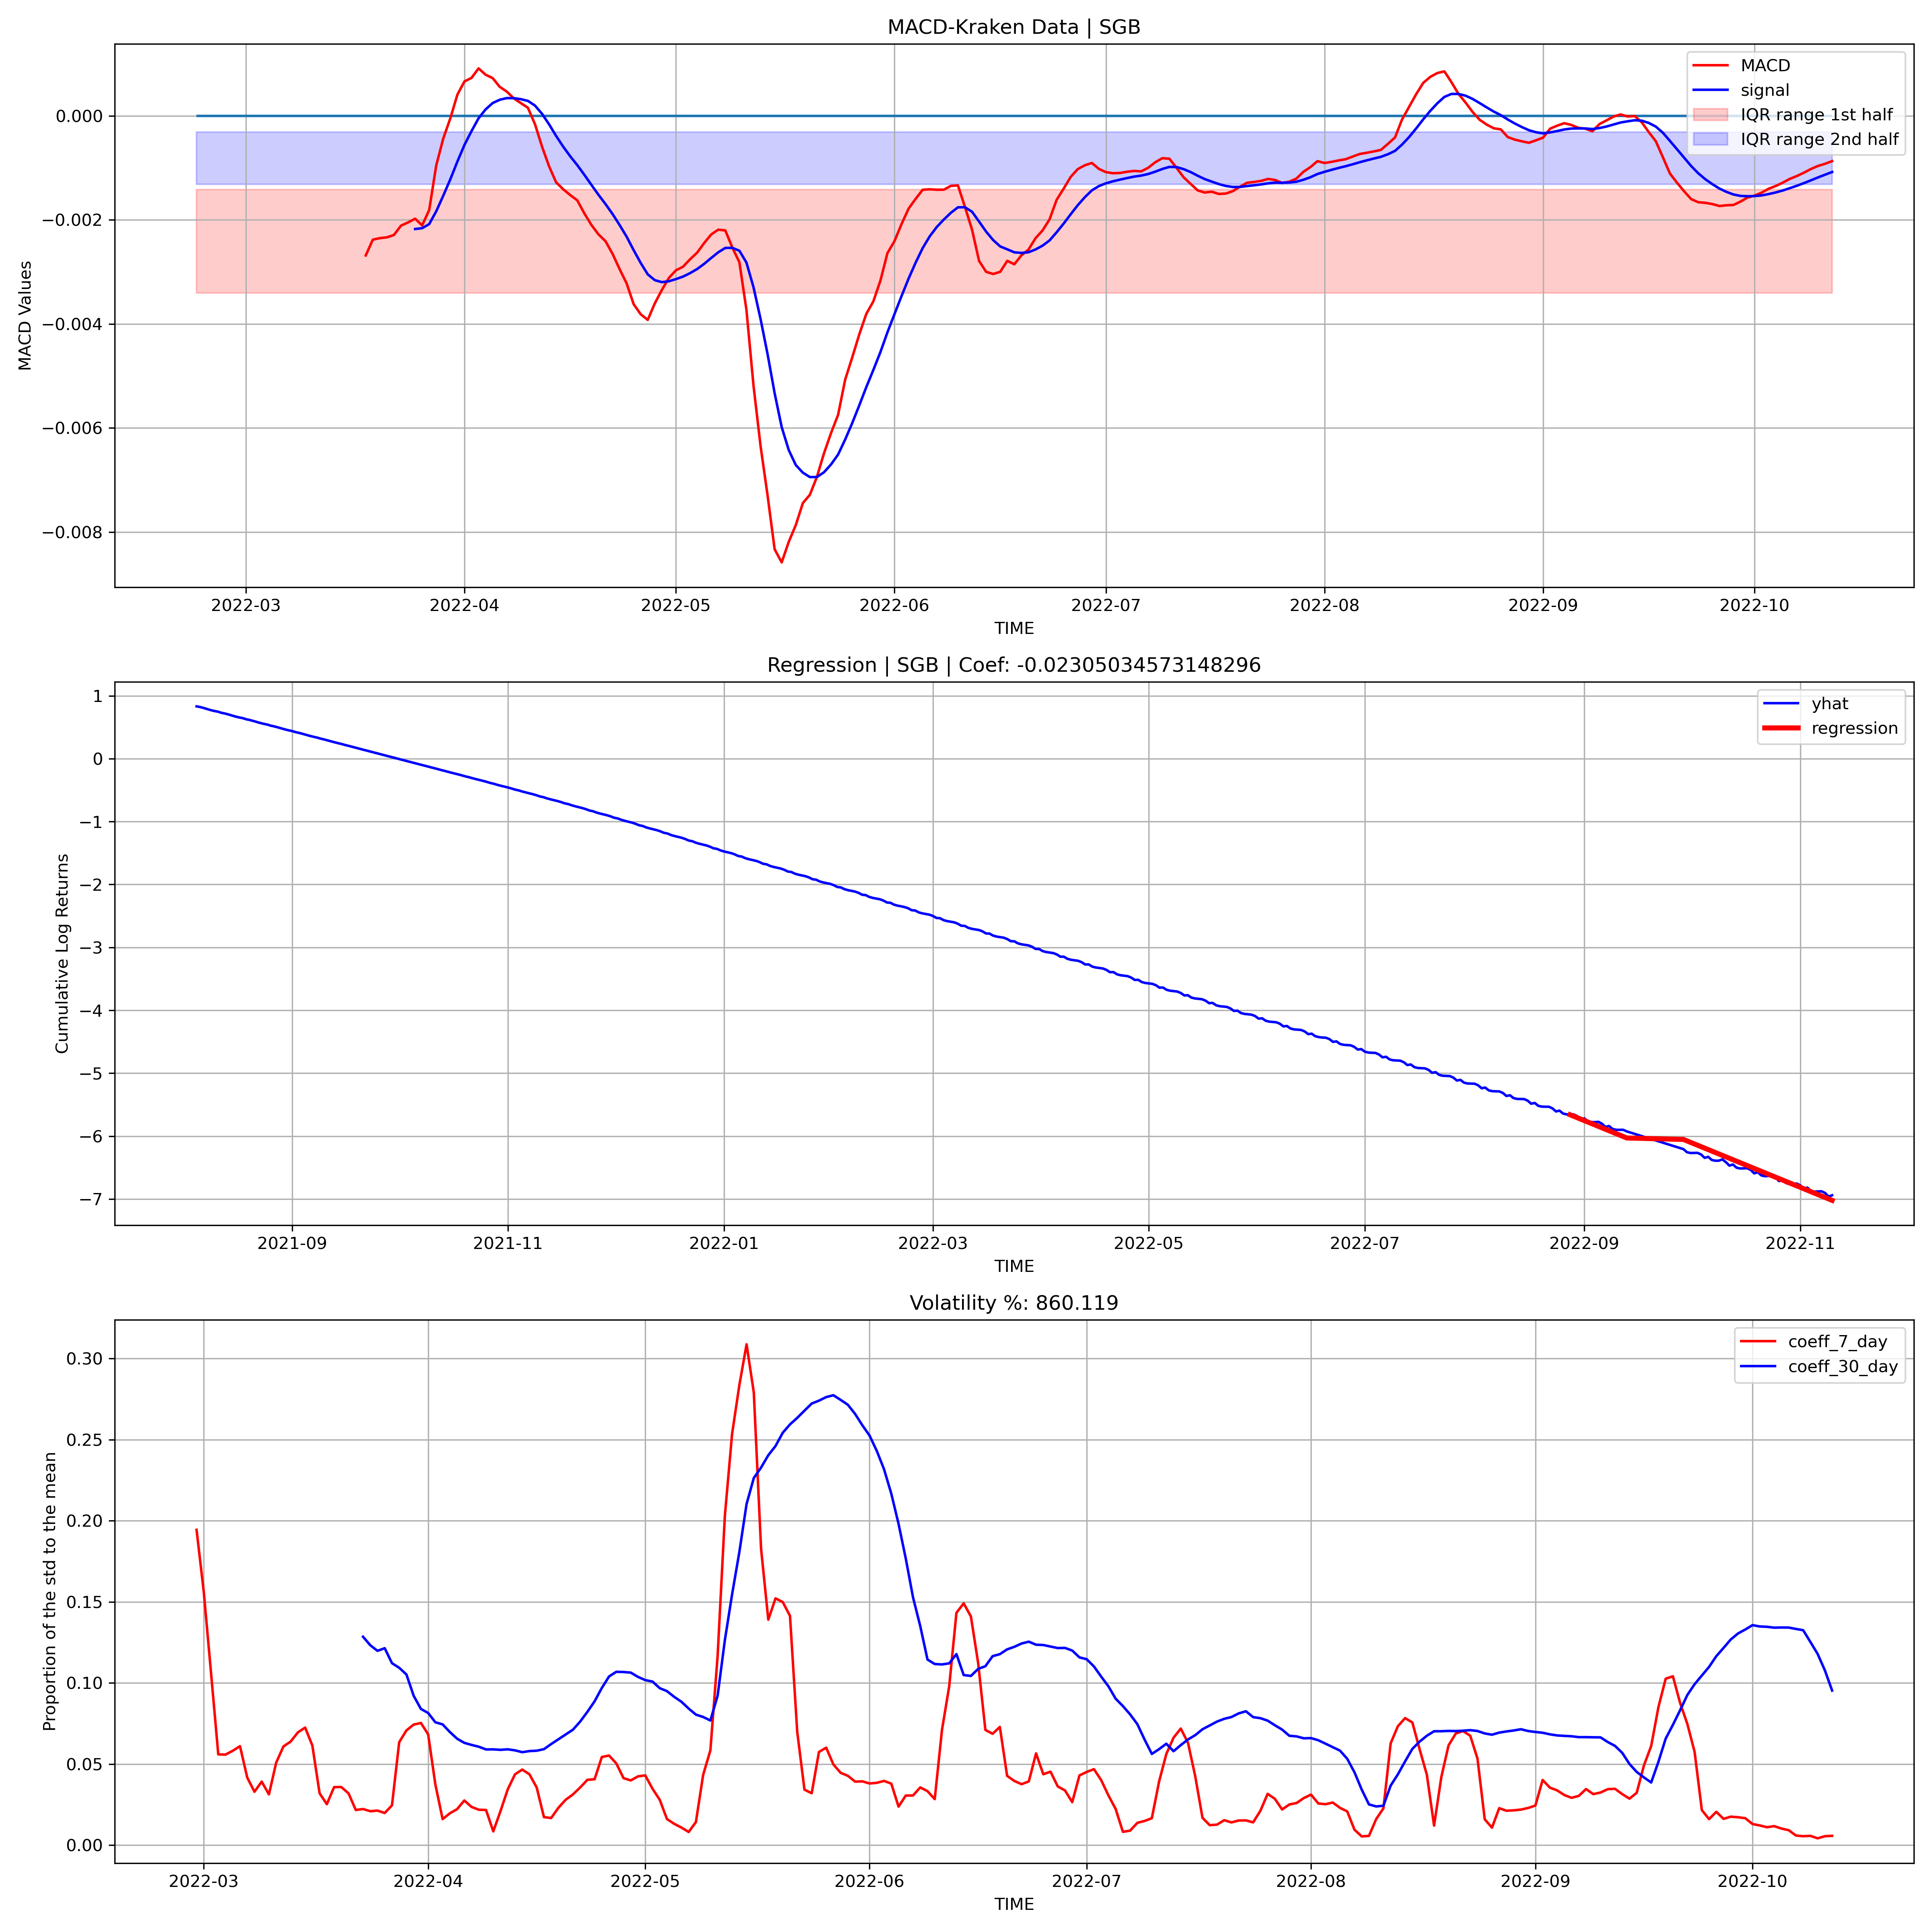 MACD-Kraken Data | SGB
MACD
signal
IQR range 1st half
IQR range 2nd half
0.000
−0.002
−0.004
−0.006
−0.008
MACD Values
2022-03 2022-04 2022-05 2022-06 2022-07 2022-08 2022-09 2022-10
TIME
Regression | SGB | Coef: -0.02305034573148296
yhat
regression
1
0
−1
−2
−3
−4
−5
−6
−7
Cumulative Log Returns
2021-09 2021-11 2022-01 2022-03 2022-05 2022-07 2022-09 2022-11
TIME
Volatility %: 860.119
coeff_7_day
coeff_30_day
0.30
0.25
0.20
0.15
0.10
0.05
0.00
Proportion of the std to the mean
2022-03 2022-04 2022-05 2022-06 2022-07 2022-08 2022-09 2022-10
TIME